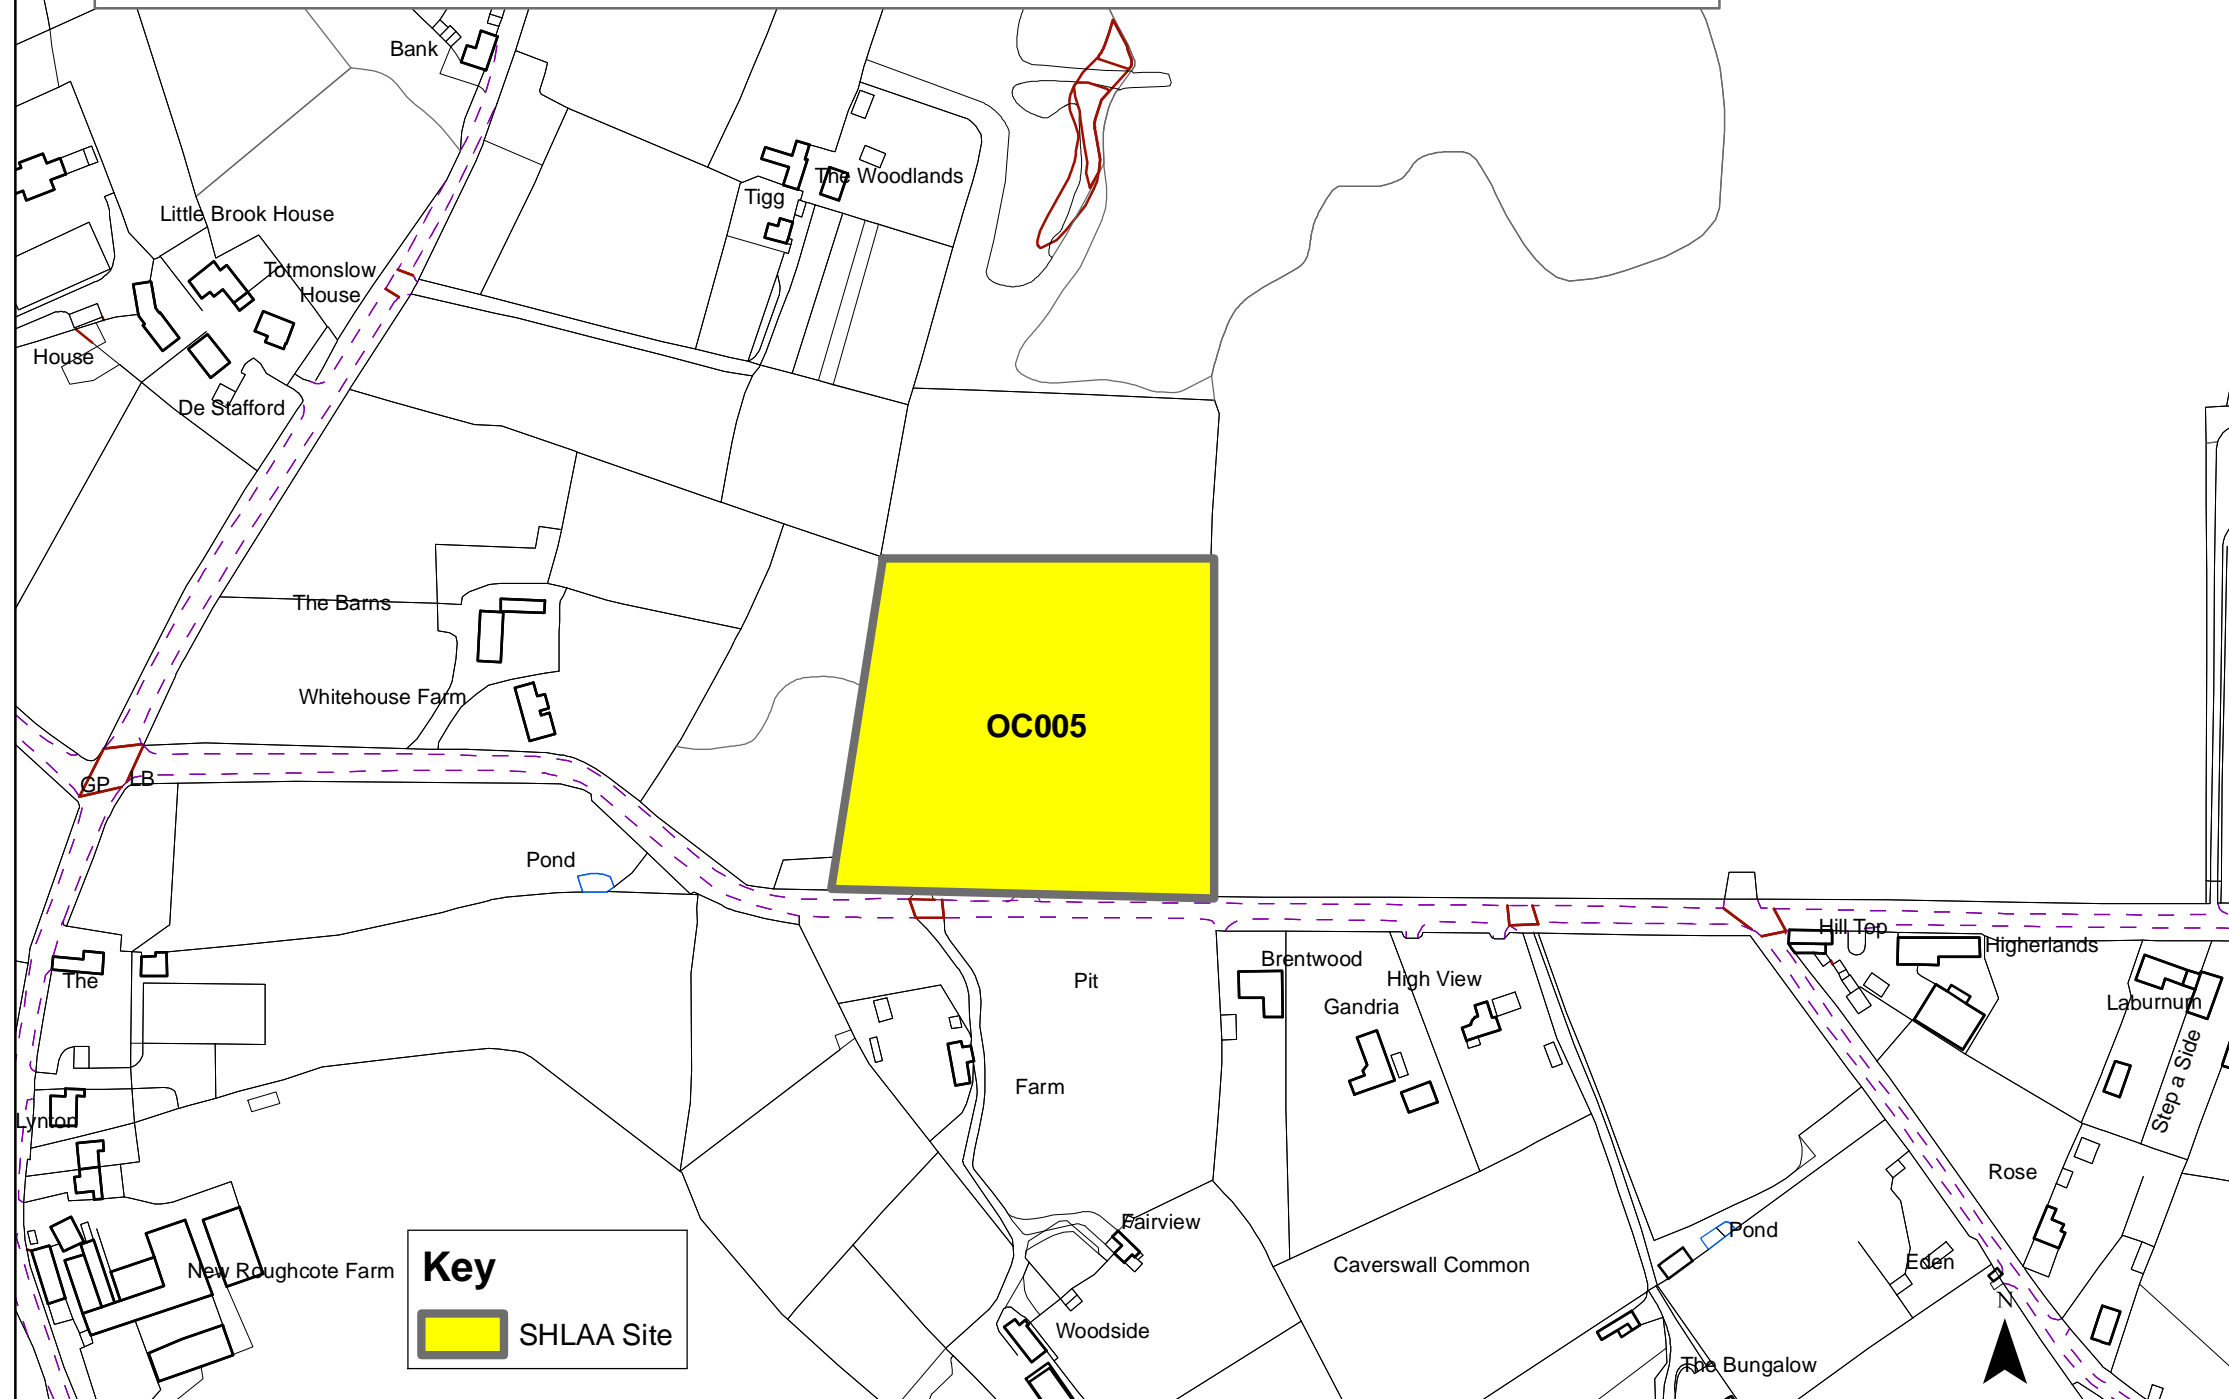 Bank
The Woodlands
Tigg
Little Brook House
Totmonslow
House
House
De Stafford
The Barns
Whitehouse Farm
OC005
GP
LB
Pond
Hill Top
Higherlands
Brentwood
High View
Gandria
Pit
The
Laburnum
Step a Side
Farm
Lynton
Rose
Fairview
Pond
Eden
Caverswall Common
New Roughcote Farm
Key
SHLAA Site
N
Woodside
The Bungalow